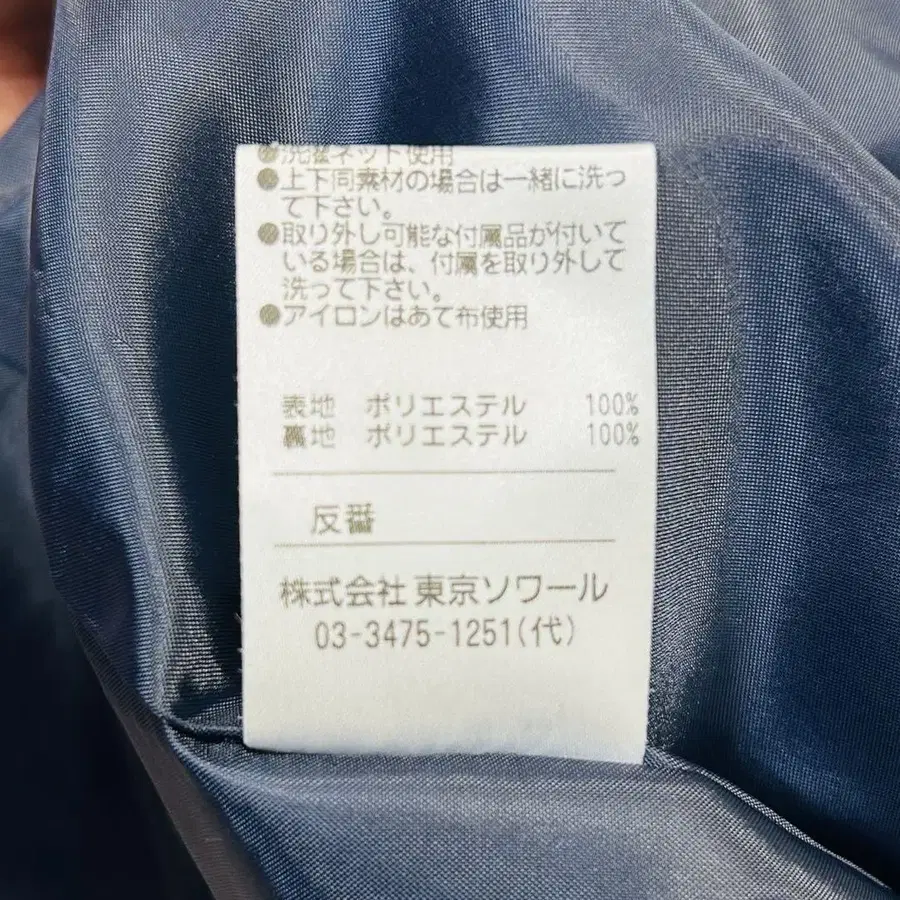 ●洗濯ネット使用
●上下同素材の場合は一緒に洗っ
て下さい。
●取り外し可能な付属品が付いて
いる場合は、付属を取り外して
洗って下さい。
●アイロンはあて布使用
表地 ポリエステル 100%
裏地 ポリエステル 100%
反番
株式会社 東京ソワール
03-3475-1251(代)